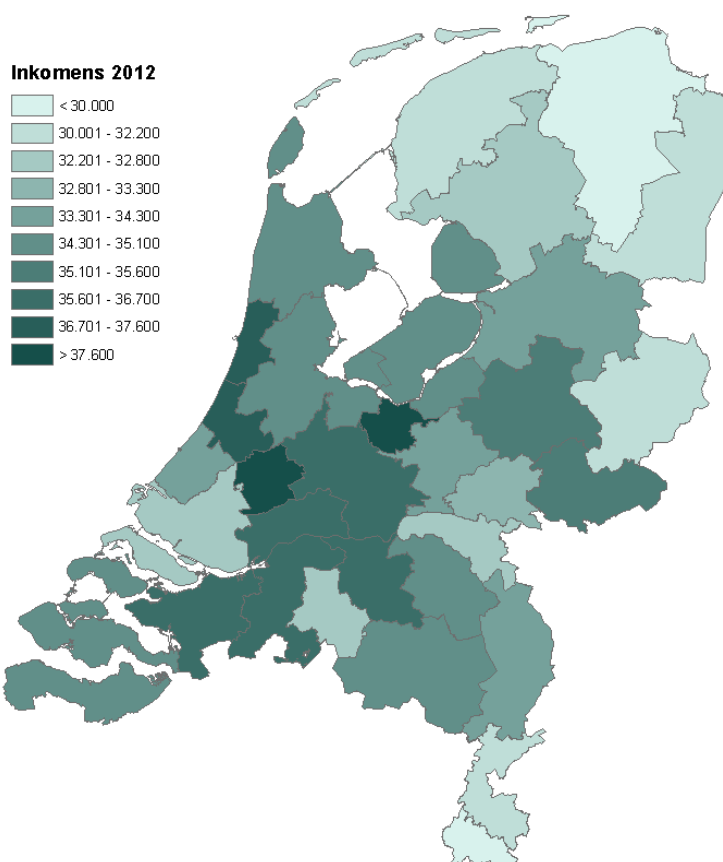 Inkomens 2012
< 30.000
30.001 - 32.200
32.201 - 32.800
32.801 - 33.300
33.301 - 34.300
34.301 - 35.100
35.101 - 35.600
35.601 - 36.700
36.701 - 37.600
> 37.600